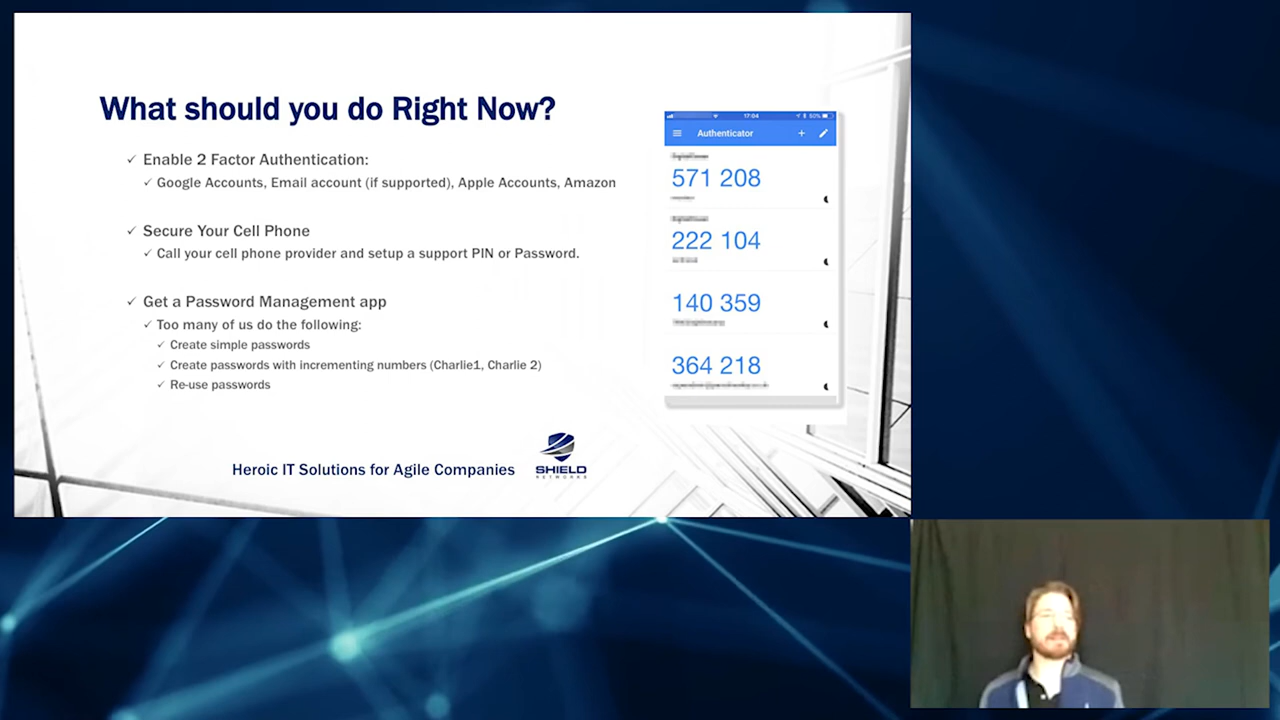 What should you do Right Now?
✓ Enable 2 Factor Authentication:
✓ Google Accounts, Email account (if supported), Apple Accounts, Amazon
✓ Secure Your Cell Phone
✓ Call your cell phone provider and setup a support PIN or Password.
✓ Get a Password Management app
✓ Too many of us do the following:
✓ Create simple passwords
✓ Create passwords with incrementing numbers (Charlie1, Charlie 2)
✓ Re-use passwords
17:04
Authenticator
571 208
222 104
140 359
364 218
Heroic IT Solutions for Agile Companies
SHIELD
NETWORKS